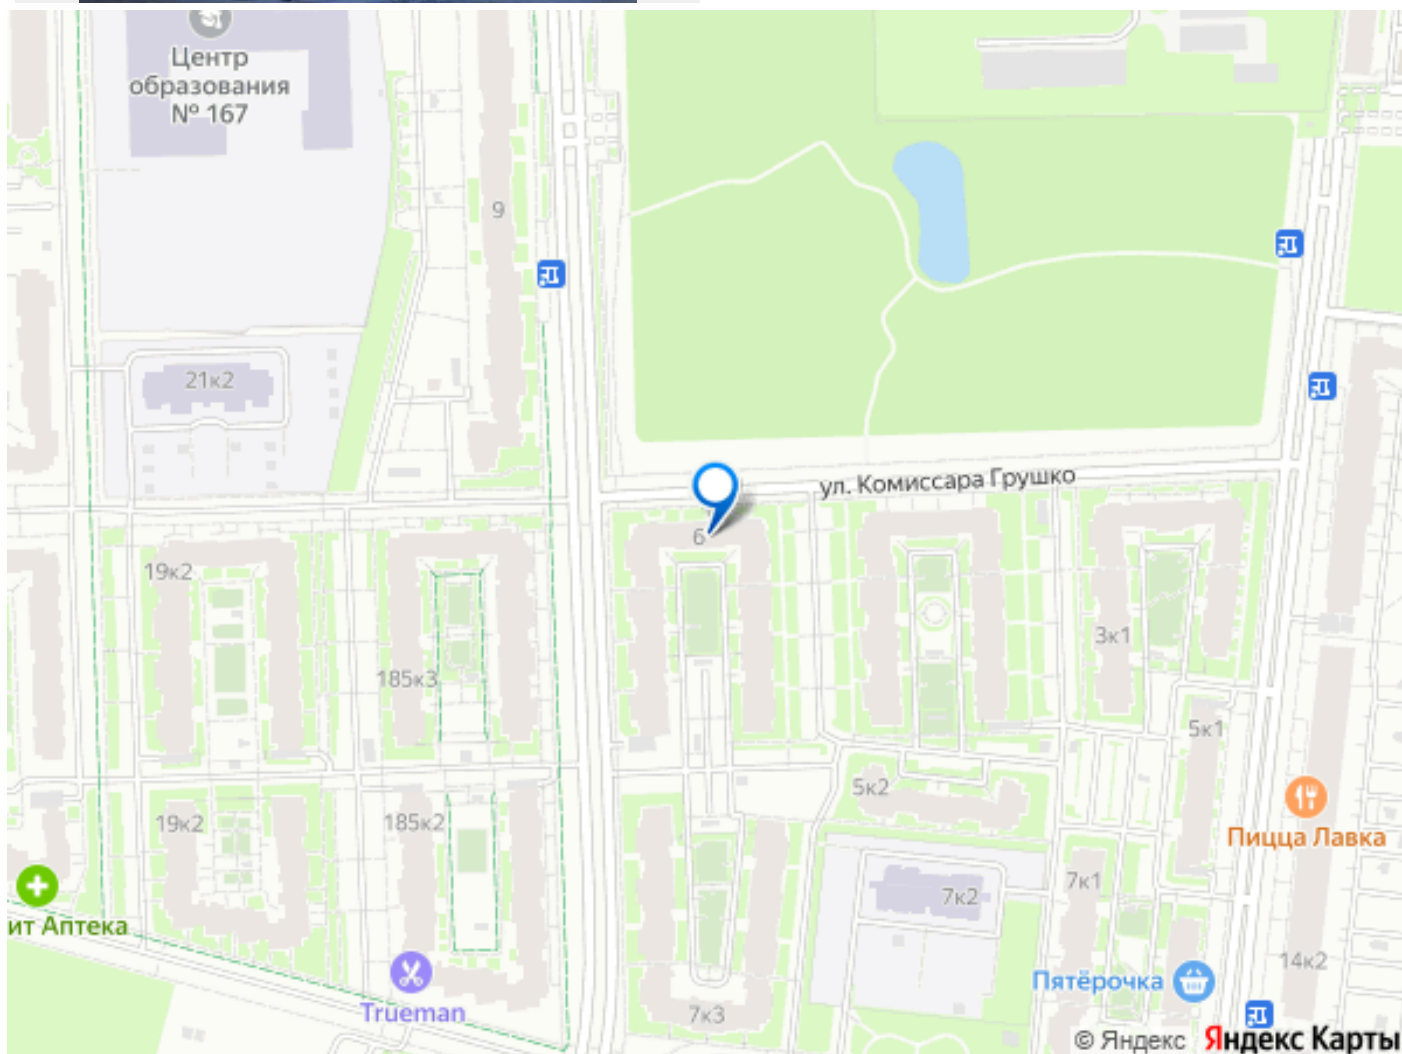 Центр
образования
№ 167
9
21к2
ул. Комиссара Грушко
6
19к2
3к1
185к3
5к1
5к2
19к2
185к2
Пицца Лавка
7к1
7к2
ит Аптека
14к2
Пятёрочка
Trueman
7к3
© Яндекс Яндекс Карты